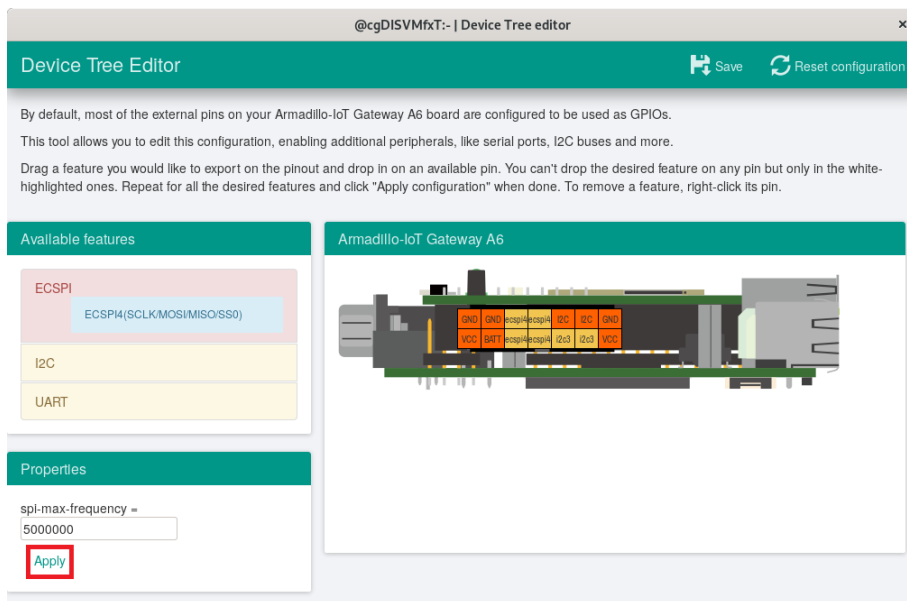 @cgDISVMfxT:- | Device Tree editor ×
Device Tree Editor
Save
Reset configuration
By default, most of the external pins on your Armadillo-IoT Gateway A6 board are configured to be used as GPIOs.
This tool allows you to edit this configuration, enabling additional peripherals, like serial ports, I2C buses and more.
Drag a feature you would like to export on the pinout and drop in on an available pin. You can't drop the desired feature on any pin but only in the white-
highlighted ones. Repeat for all the desired features and click "Apply configuration" when done. To remove a feature, right-click its pin.
Available features
ECSPI
ECSPI4(SCLK/MOSI/MISO/SS0)
I2C
UART
Properties
spi-max-frequency =
5000000
Apply
Armadillo-IoT Gateway A6
GND GND ecspi4 ecspi4 I2C I2C GND
VCC BATT ecspi4 ecspi4 i2c3 i2c3 VCC